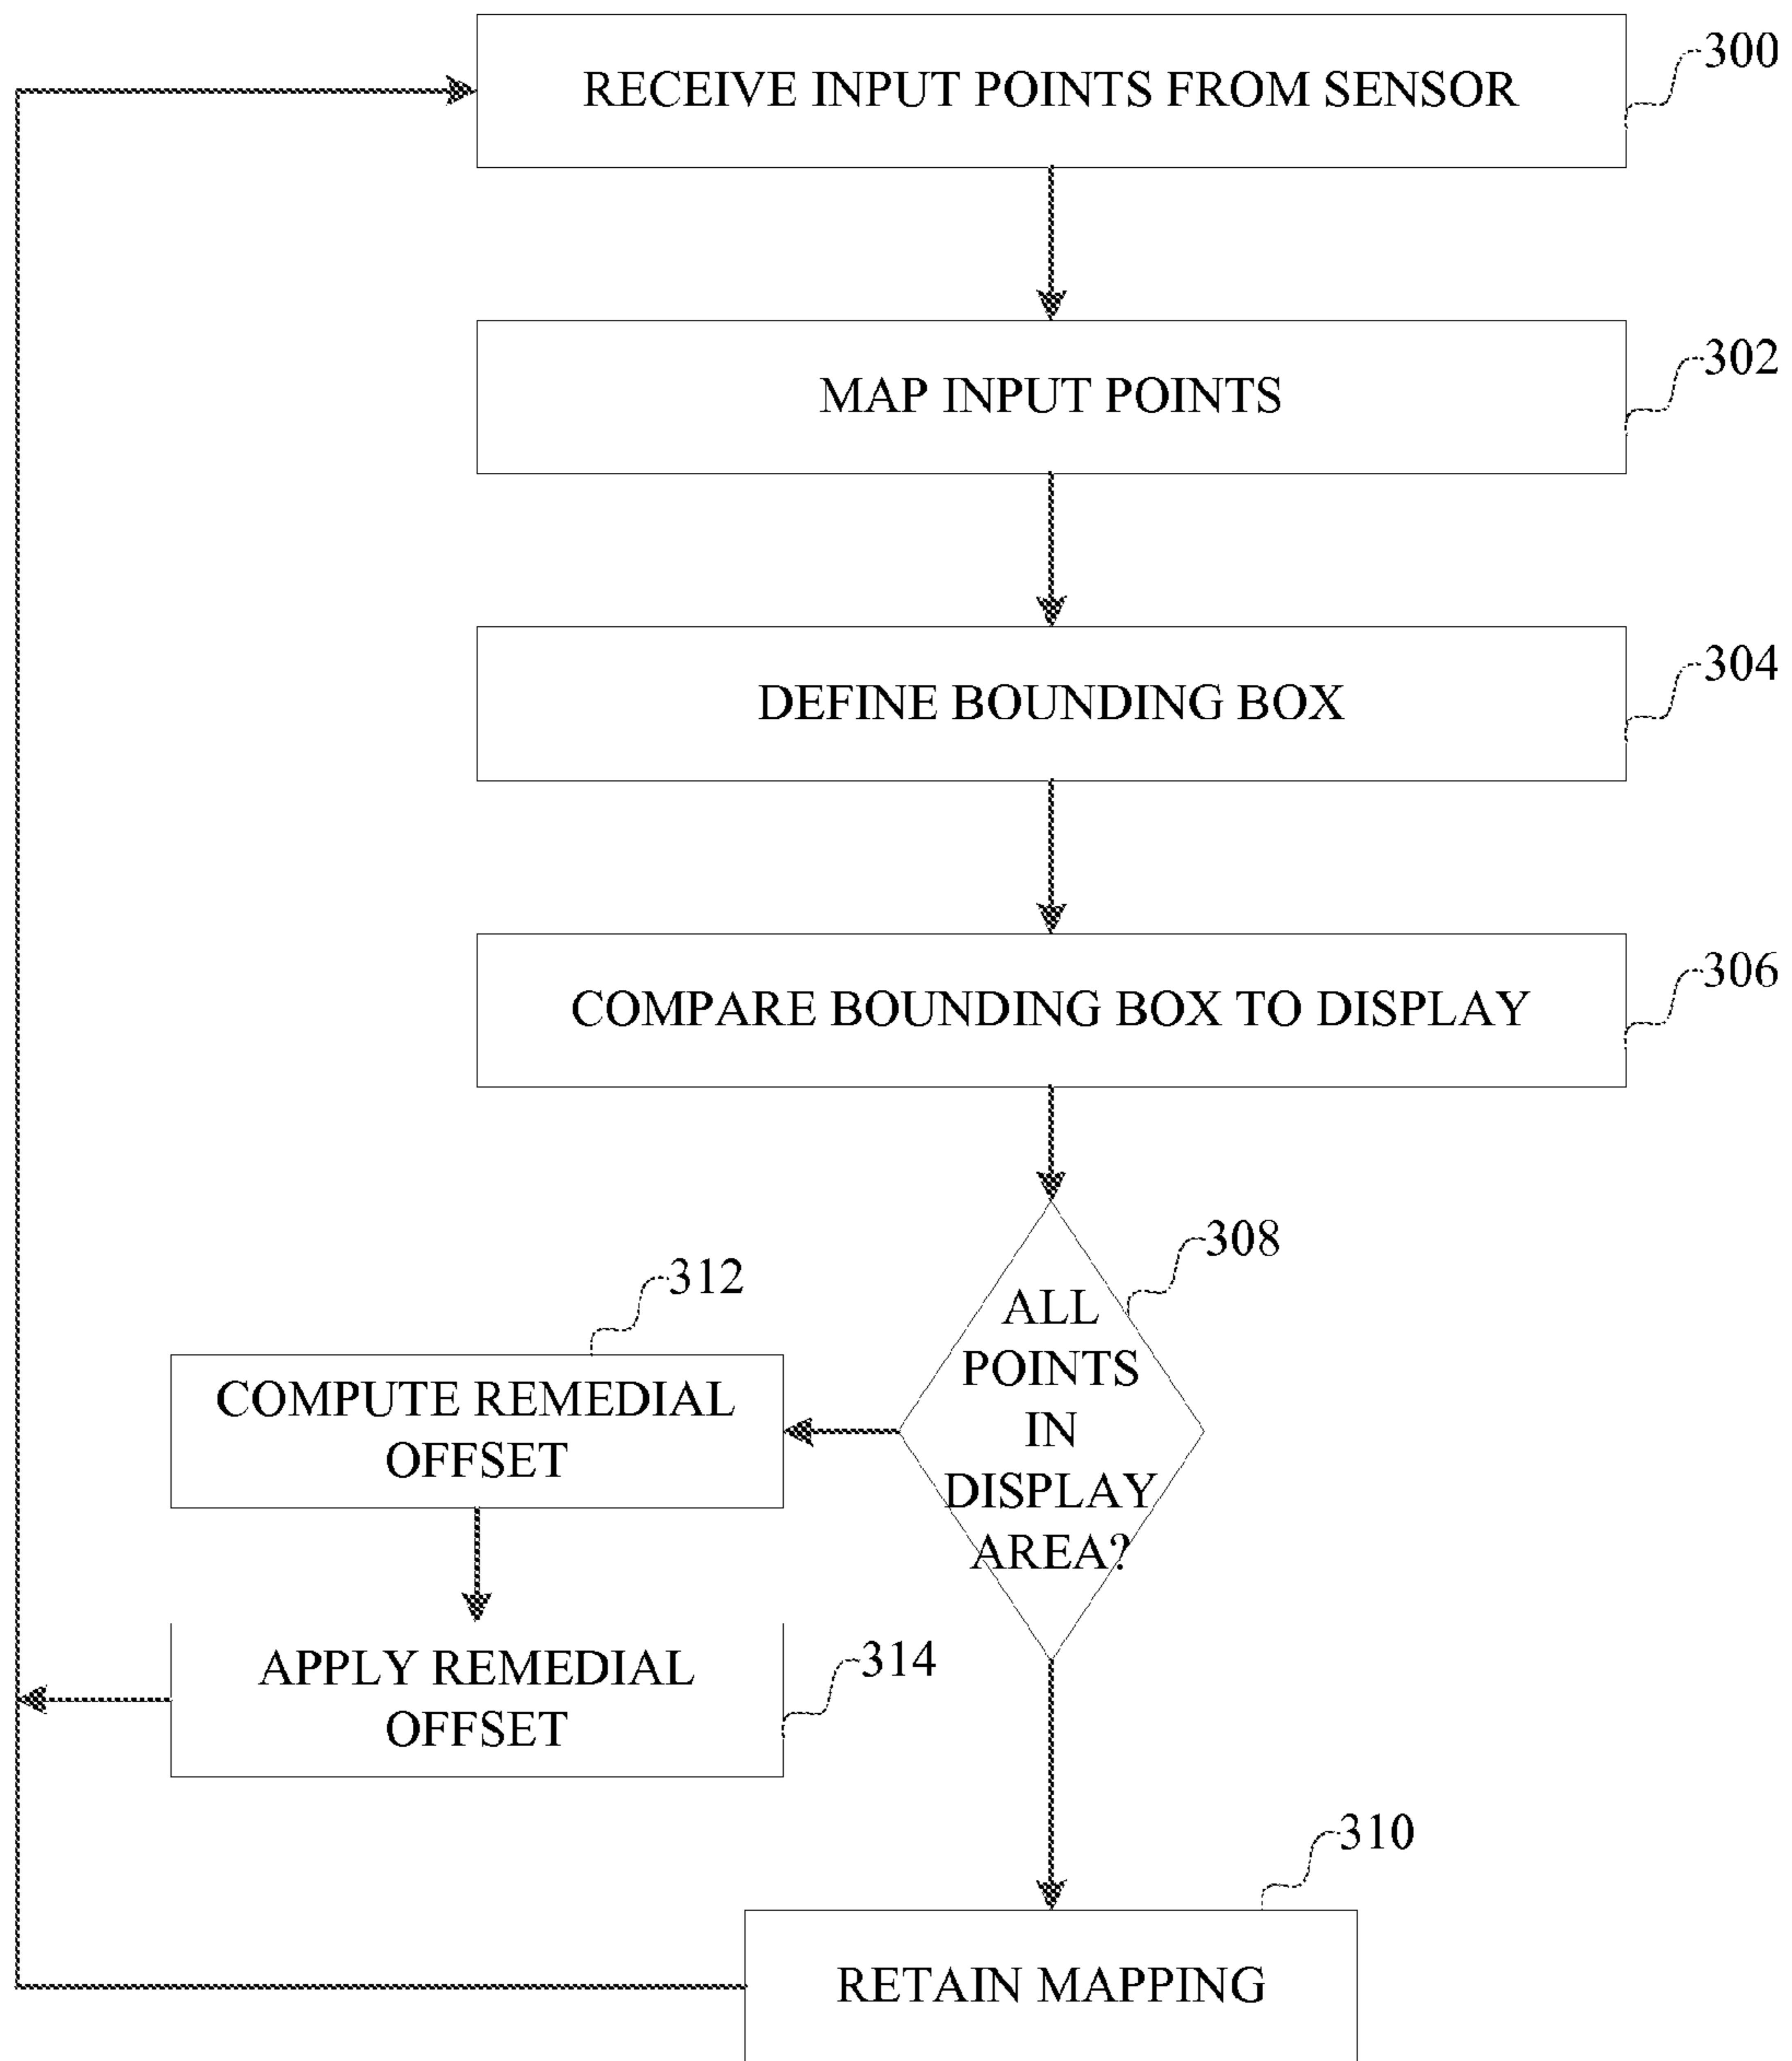 RECEIVE INPUT POINTS FROM SENSOR
300
MAP INPUT POINTS
302
DEFINE BOUNDING BOX
304
COMPARE BOUNDING BOX TO DISPLAY
306
ALL
POINTS
IN
DISPLAY
AREA?
308
312
COMPUTE REMEDIAL
OFFSET
APPLY REMEDIAL
OFFSET
314
310
RETAIN MAPPING